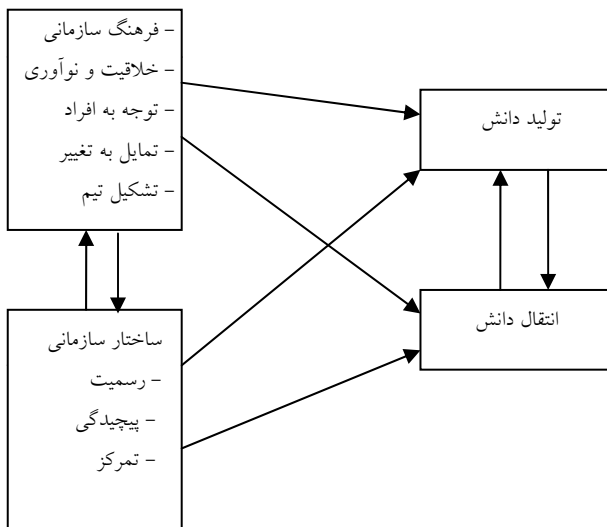 – فرهنگ سازمانی
– خلاقیت و نوآوری
– توجه به افراد
– تمایل به تغییر
– تشکیل تیم
تولید دانش
انتقال دانش
ساختار سازمانی
– رسمیت
– پیچیدگی
– تمرکز